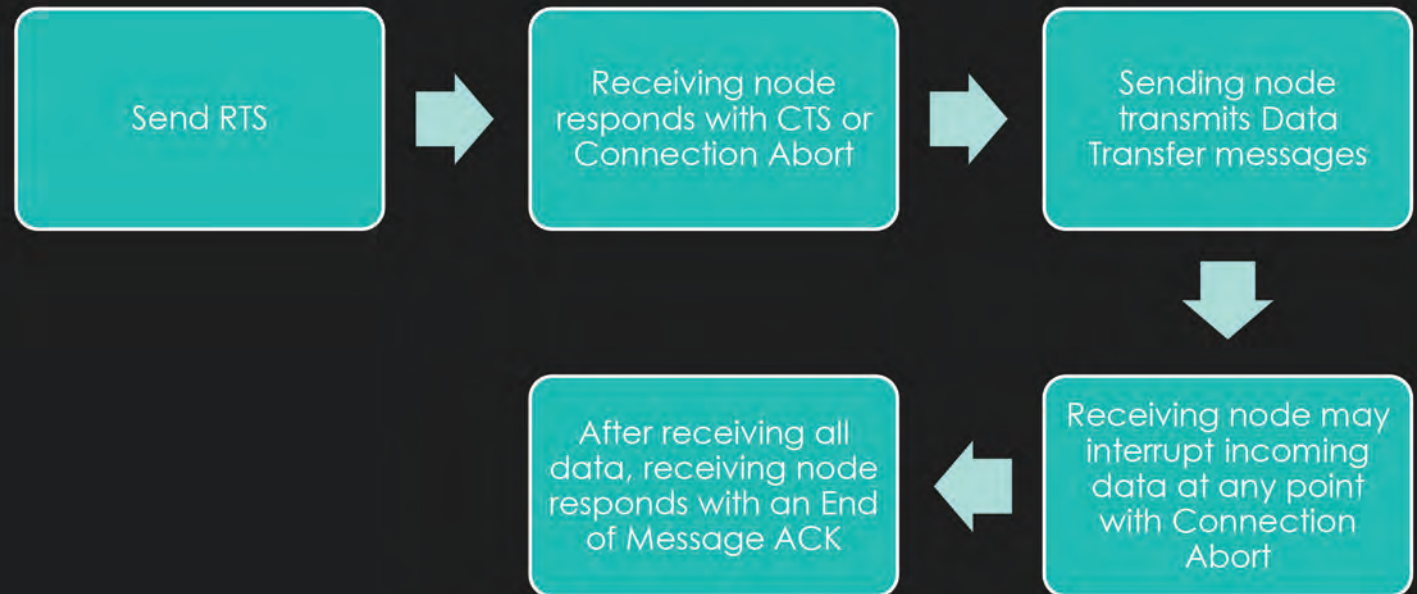 Send RTS
Receiving node
responds with CTS or
Connection Abort
Sending node
transmits Data
Transfer messages
Receiving node may
interrupt incoming
data at any point
with Connection
Abort
After receiving all
data, receiving node
responds with an End
of Message ACK